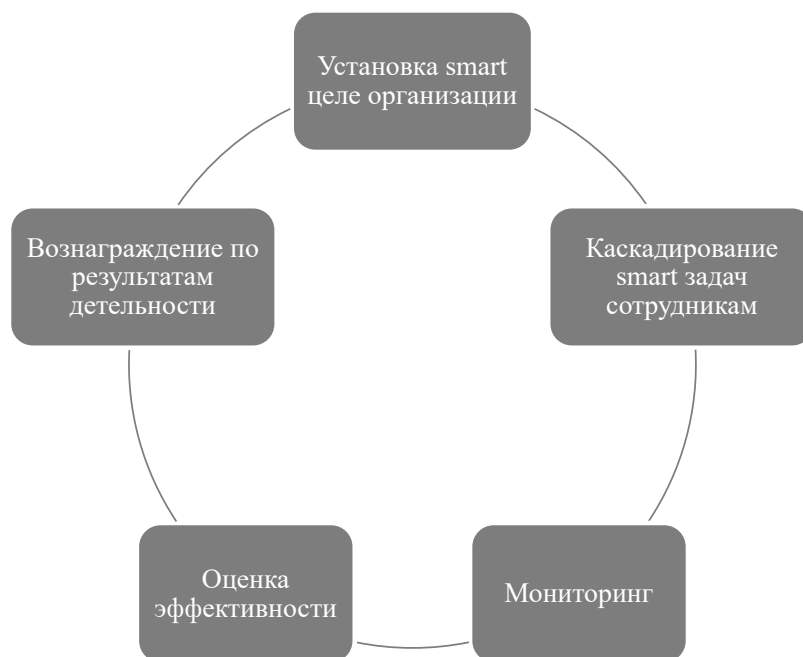 Установка smart
целе организации
Каскадирование
smart задач
сотрудникам
Мониторинг
Оценка
эффективности
Вознаграждение по
результатам
детельности